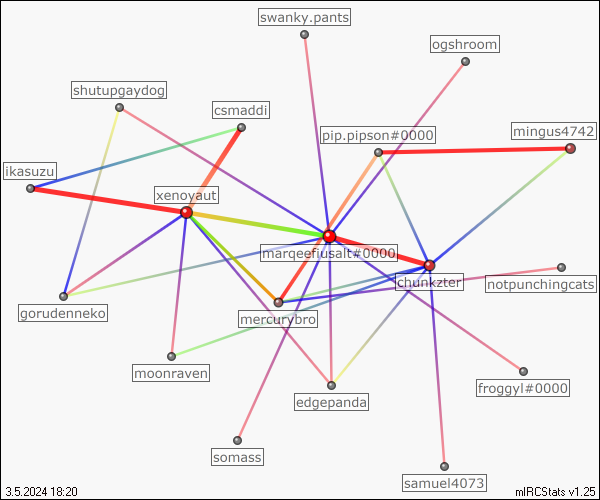 swanky.pants
ogshroom
shutupgaydog
csmaddi
pip.pipson#0000
mingus4742
ikasuzu
xenoyaut
marqeefiusalt#0000
chunkzter
notpunchingcats
gorudenneko
mercurybro
moonraven
froggyl#0000
edgepanda
somass
samuel4073
3.5.2024 18:20
mIRCStats v1.25